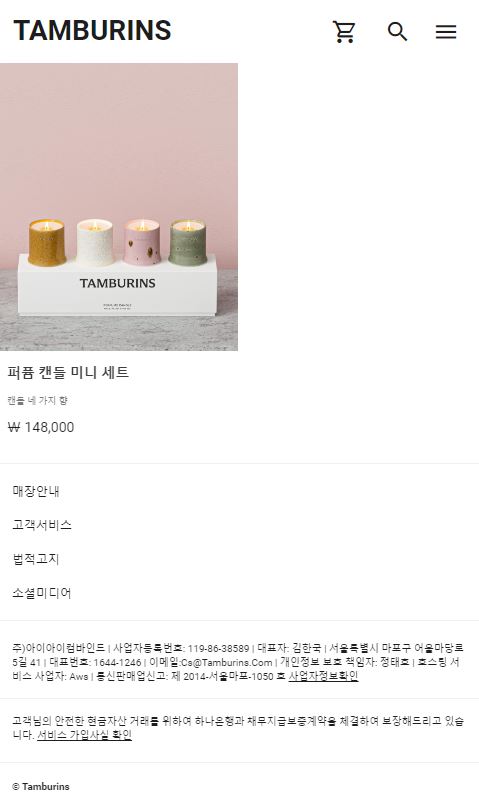 TAMBURINS
TAMBURINS
퍼퓸 캔들 미니 세트
캔들 네 가지 향
₩ 148,000
매장안내
고객서비스
법적고지
소셜미디어
주)아이아이컴바인드 | 사업자등록번호: 119-86-38589 | 대표자: 김한국 | 서울특별시 마포구 어울마당로
5길 41 | 대표번호: 1644-1246 | 이메일:Cs@Tamburins.Com | 개인정보 보호 책임자: 정태호 | 호스팅 서
비스 사업자: Aws | 통신판매업신고: 제 2014-서울마포-1050 호 사업자정보확인
고객님의 안전한 현금자산 거래를 위하여 하나은행과 채무지급보증계약을 체결하여 보장해드리고 있습
니다. 서비스 가입사실 확인
© Tamburins